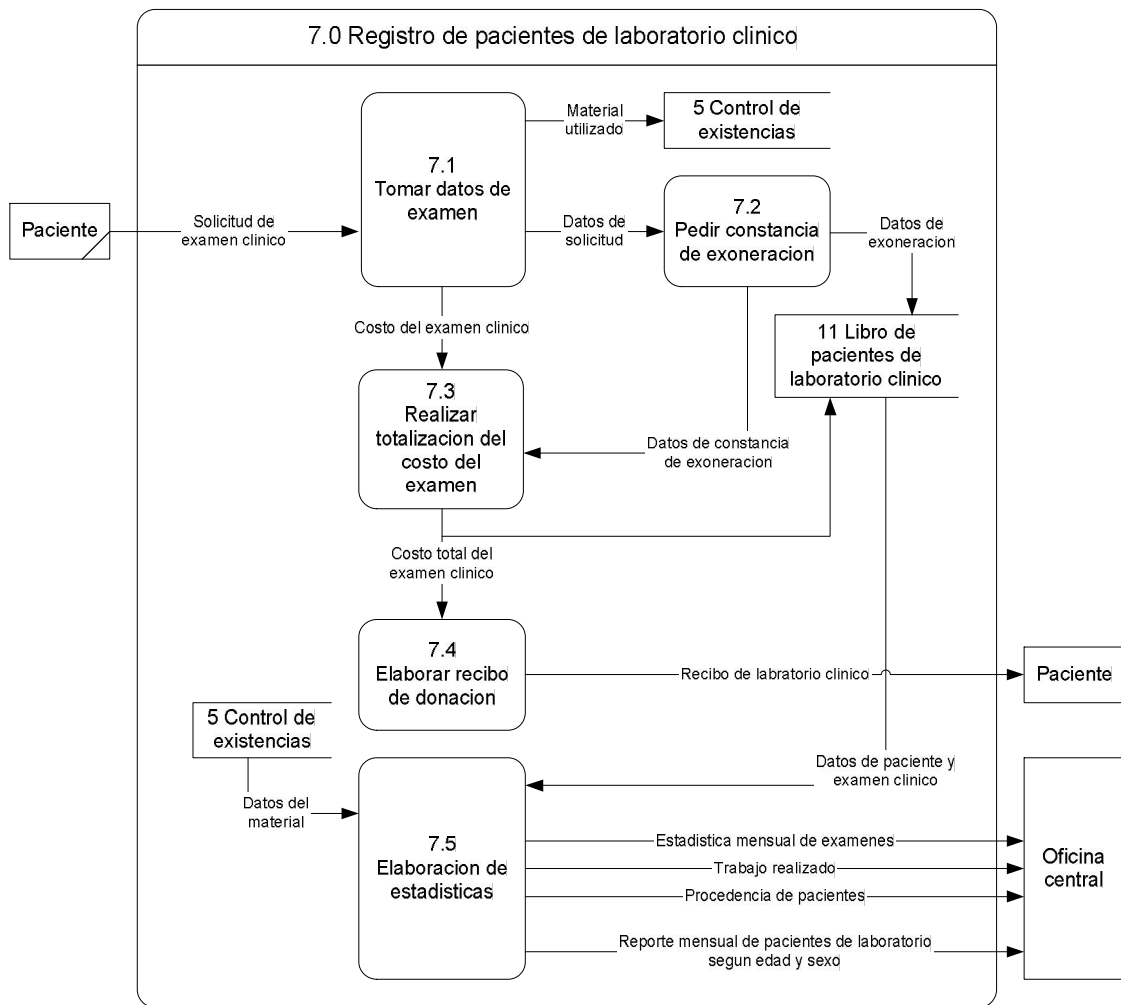 7.0 Registro de pacientes de laboratorio clinico
Material
utilizado
5 Control de
existencias
7.1
Tomar datos de
examen
Paciente
Solicitud de
examen clinico
Datos de
solicitud
7.2
Pedir constancia
de exoneracion
Datos de
exoneracion
Costo del examen clinico
11 Libro de
pacientes de
laboratorio clinico
7.3
Realizar
totalizacion del
costo del
examen
Datos de constancia
de exoneracion
Costo total del
examen clinico
7.4
Elaborar recibo
de donacion
Recibo de labratorio clinico
Paciente
5 Control de
existencias
Datos de paciente y
examen clinico
Datos del
material
7.5
Elaboracion de
estadisticas
Estadistica mensual de examenes
Trabajo realizado
Procedencia de pacientes
Reporte mensual de pacientes de laboratorio
segun edad y sexo
Oficina
central